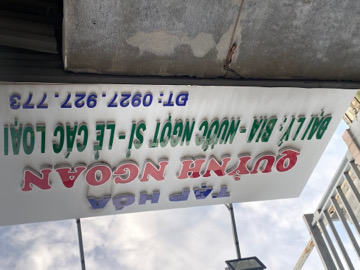 TẠP HÓA
QUỲNH NGOAN
ĐẠI LÝ: BIA - NƯỚC NGỌT SỈ - LẺ CÁC LOẠI
ĐT: 0927.927.773